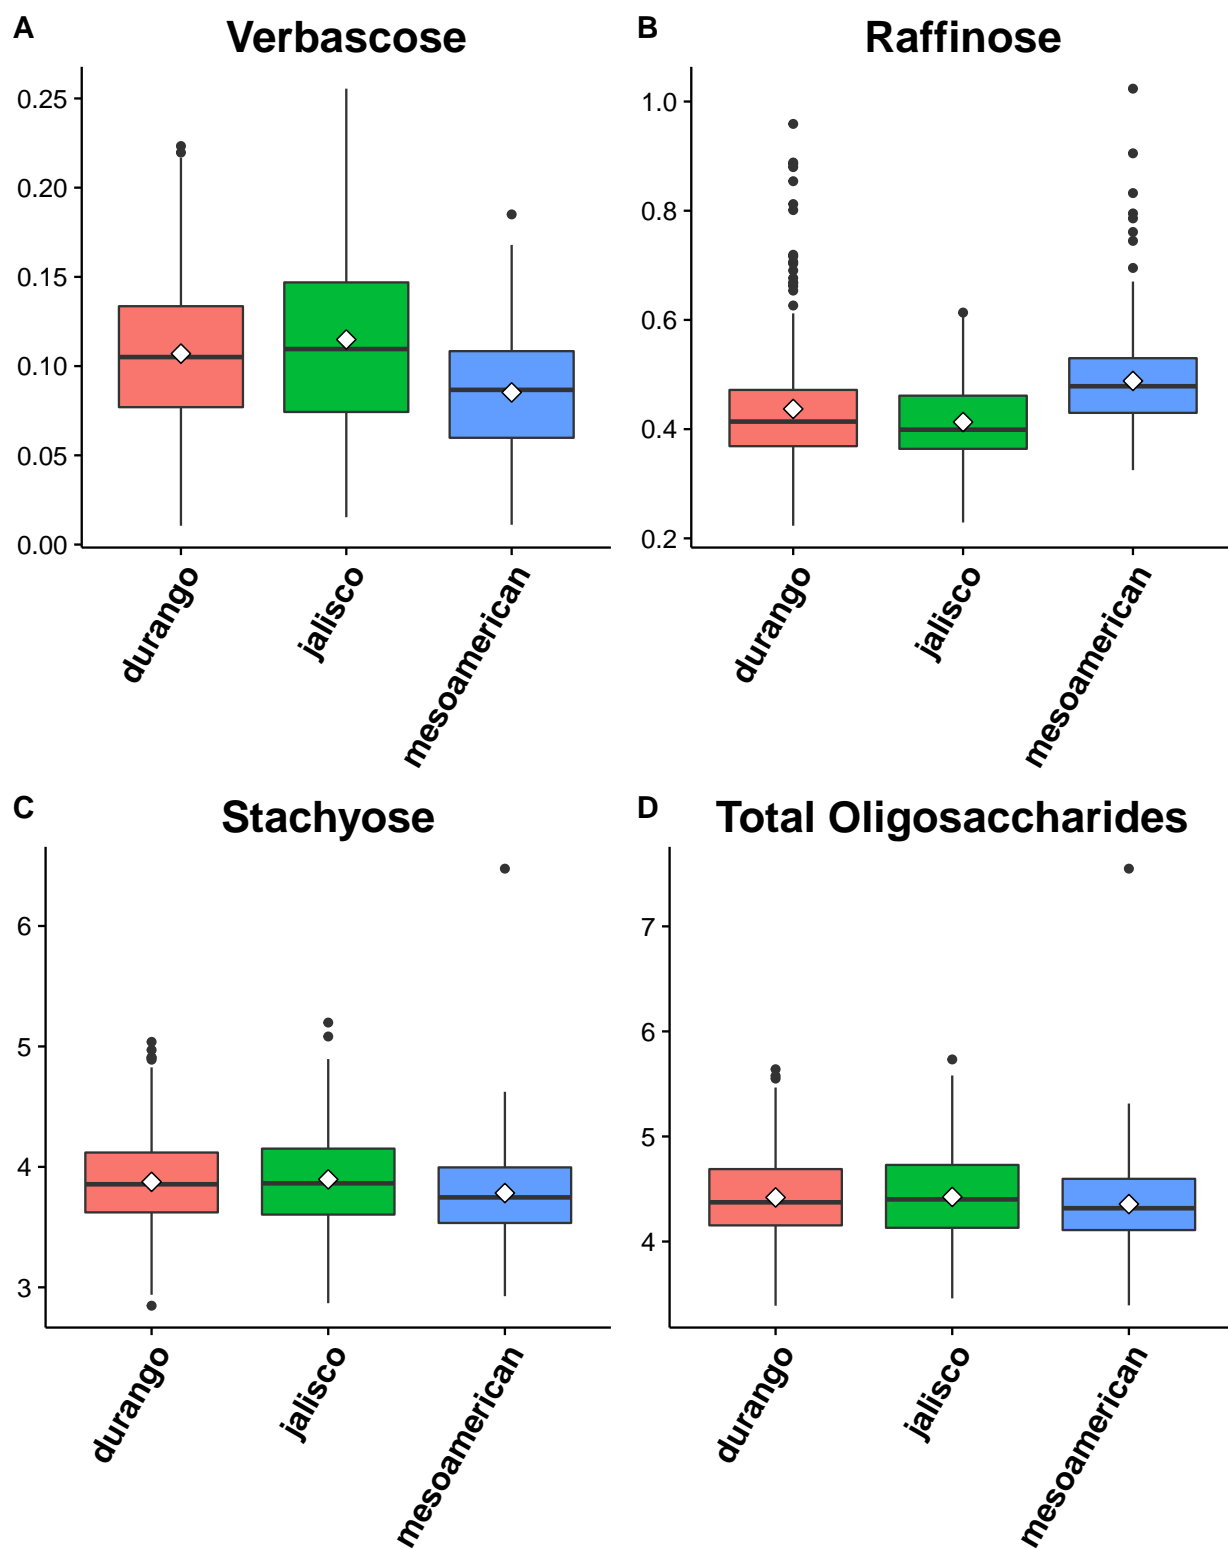 A
Verbascose
0.25
0.20
0.15
0.10
0.05
0.00
durango
jalisco
mesoamerican
B
Raffinose
1.0
0.8
0.6
0.4
0.2
durango
jalisco
mesoamerican
C
Stachyose
6
5
4
3
durango
jalisco
mesoamerican
D
Total Oligosaccharides
7
6
5
4
durango
jalisco
mesoamerican